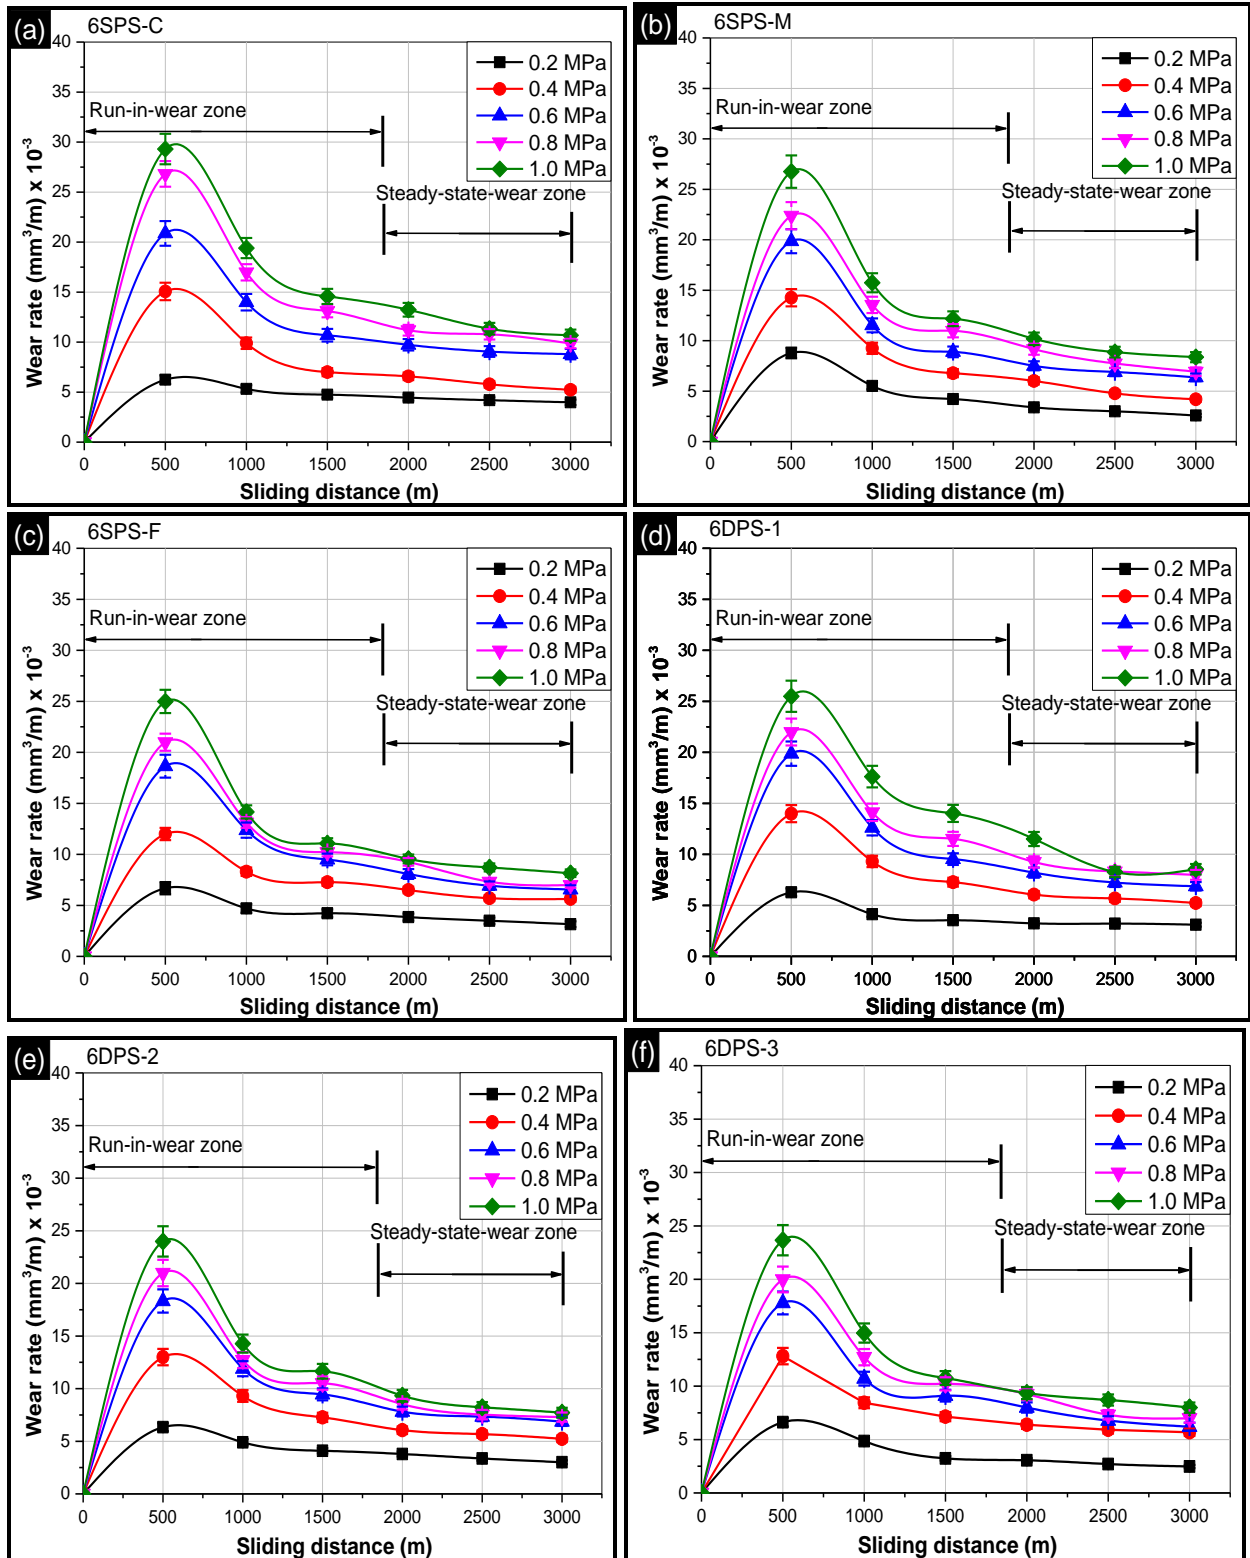 (a) 6SPS-C
40
35
30
25
20
15
10
5
0
Wear rate (mm³/m) x 10⁻³
0.2 MPa
0.4 MPa
0.6 MPa
0.8 MPa
1.0 MPa
Run-in-wear zone
Steady-state-wear zone
0 500 1000 1500 2000 2500 3000
Sliding distance (m)
(b) 6SPS-M
40
35
30
25
20
15
10
5
0
Wear rate (mm³/m) x 10⁻³
0.2 MPa
0.4 MPa
0.6 MPa
0.8 MPa
1.0 MPa
Run-in-wear zone
Steady-state-wear zone
0 500 1000 1500 2000 2500 3000
Sliding distance (m)
(c) 6SPS-F
40
35
30
25
20
15
10
5
0
Wear rate (mm³/m) x 10⁻³
0.2 MPa
0.4 MPa
0.6 MPa
0.8 MPa
1.0 MPa
Run-in-wear zone
Steady-state-wear zone
0 500 1000 1500 2000 2500 3000
Sliding distance (m)
(d) 6DPS-1
40
35
30
25
20
15
10
5
0
Wear rate (mm³/m) x 10⁻³
0.2 MPa
0.4 MPa
0.6 MPa
0.8 MPa
1.0 MPa
Run-in-wear zone
Steady-state-wear zone
0 500 1000 1500 2000 2500 3000
Sliding distance (m)
(e) 6DPS-2
40
35
30
25
20
15
10
5
0
Wear rate (mm³/m) x 10⁻³
0.2 MPa
0.4 MPa
0.6 MPa
0.8 MPa
1.0 MPa
Run-in-wear zone
Steady-state-wear zone
0 500 1000 1500 2000 2500 3000
Sliding distance (m)
(f) 6DPS-3
40
35
30
25
20
15
10
5
0
Wear rate (mm³/m) x 10⁻³
0.2 MPa
0.4 MPa
0.6 MPa
0.8 MPa
1.0 MPa
Run-in-wear zone
Steady-state-wear zone
0 500 1000 1500 2000 2500 3000
Sliding distance (m)